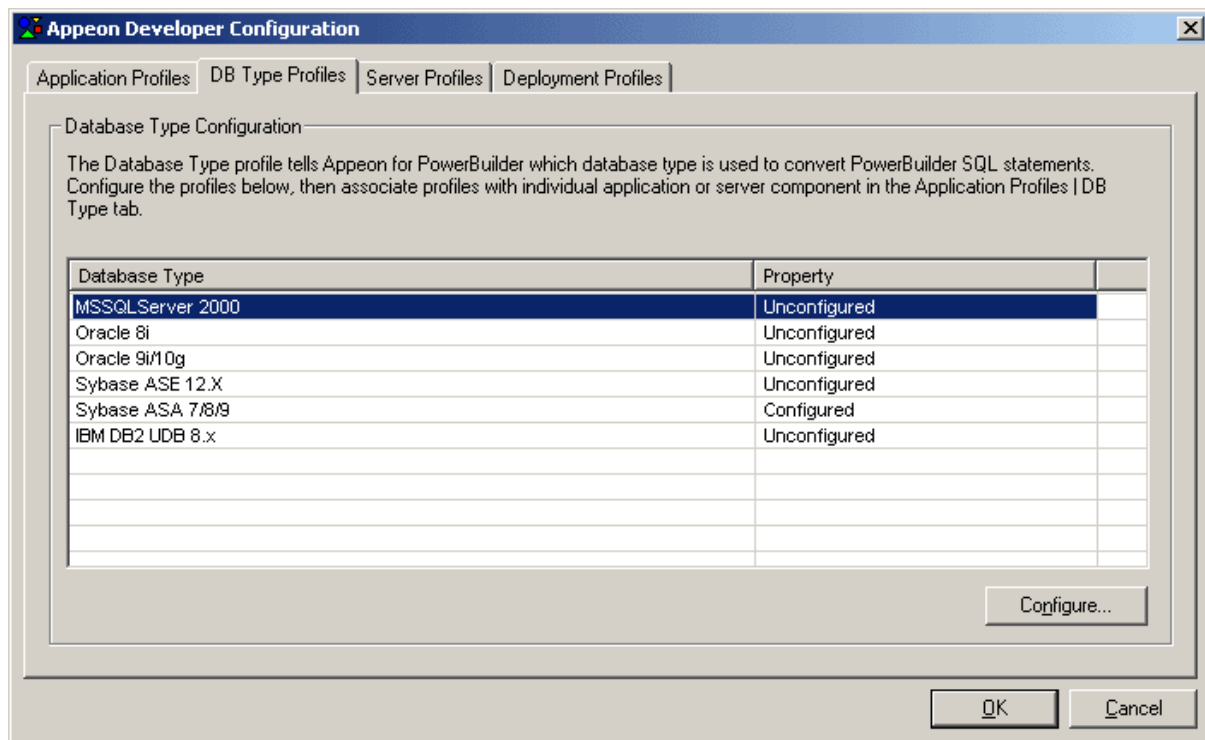 Appeon Developer Configuration
Application Profiles DB Type Profiles Server Profiles Deployment Profiles
Database Type Configuration
The Database Type profile tells Appeon for PowerBuilder which database type is used to convert PowerBuilder SQL statements.
Configure the profiles below, then associate profiles with individual application or server component in the Application Profiles | DB
Type tab.
Database Type Property
MSSQLServer 2000 Unconfigured
Oracle 8i Unconfigured
Oracle 9i/10g Unconfigured
Sybase ASE 12.X Unconfigured
Sybase ASA 7/8/9 Configured
IBM DB2 UDB 8.x Unconfigured
Configure...
OK Cancel